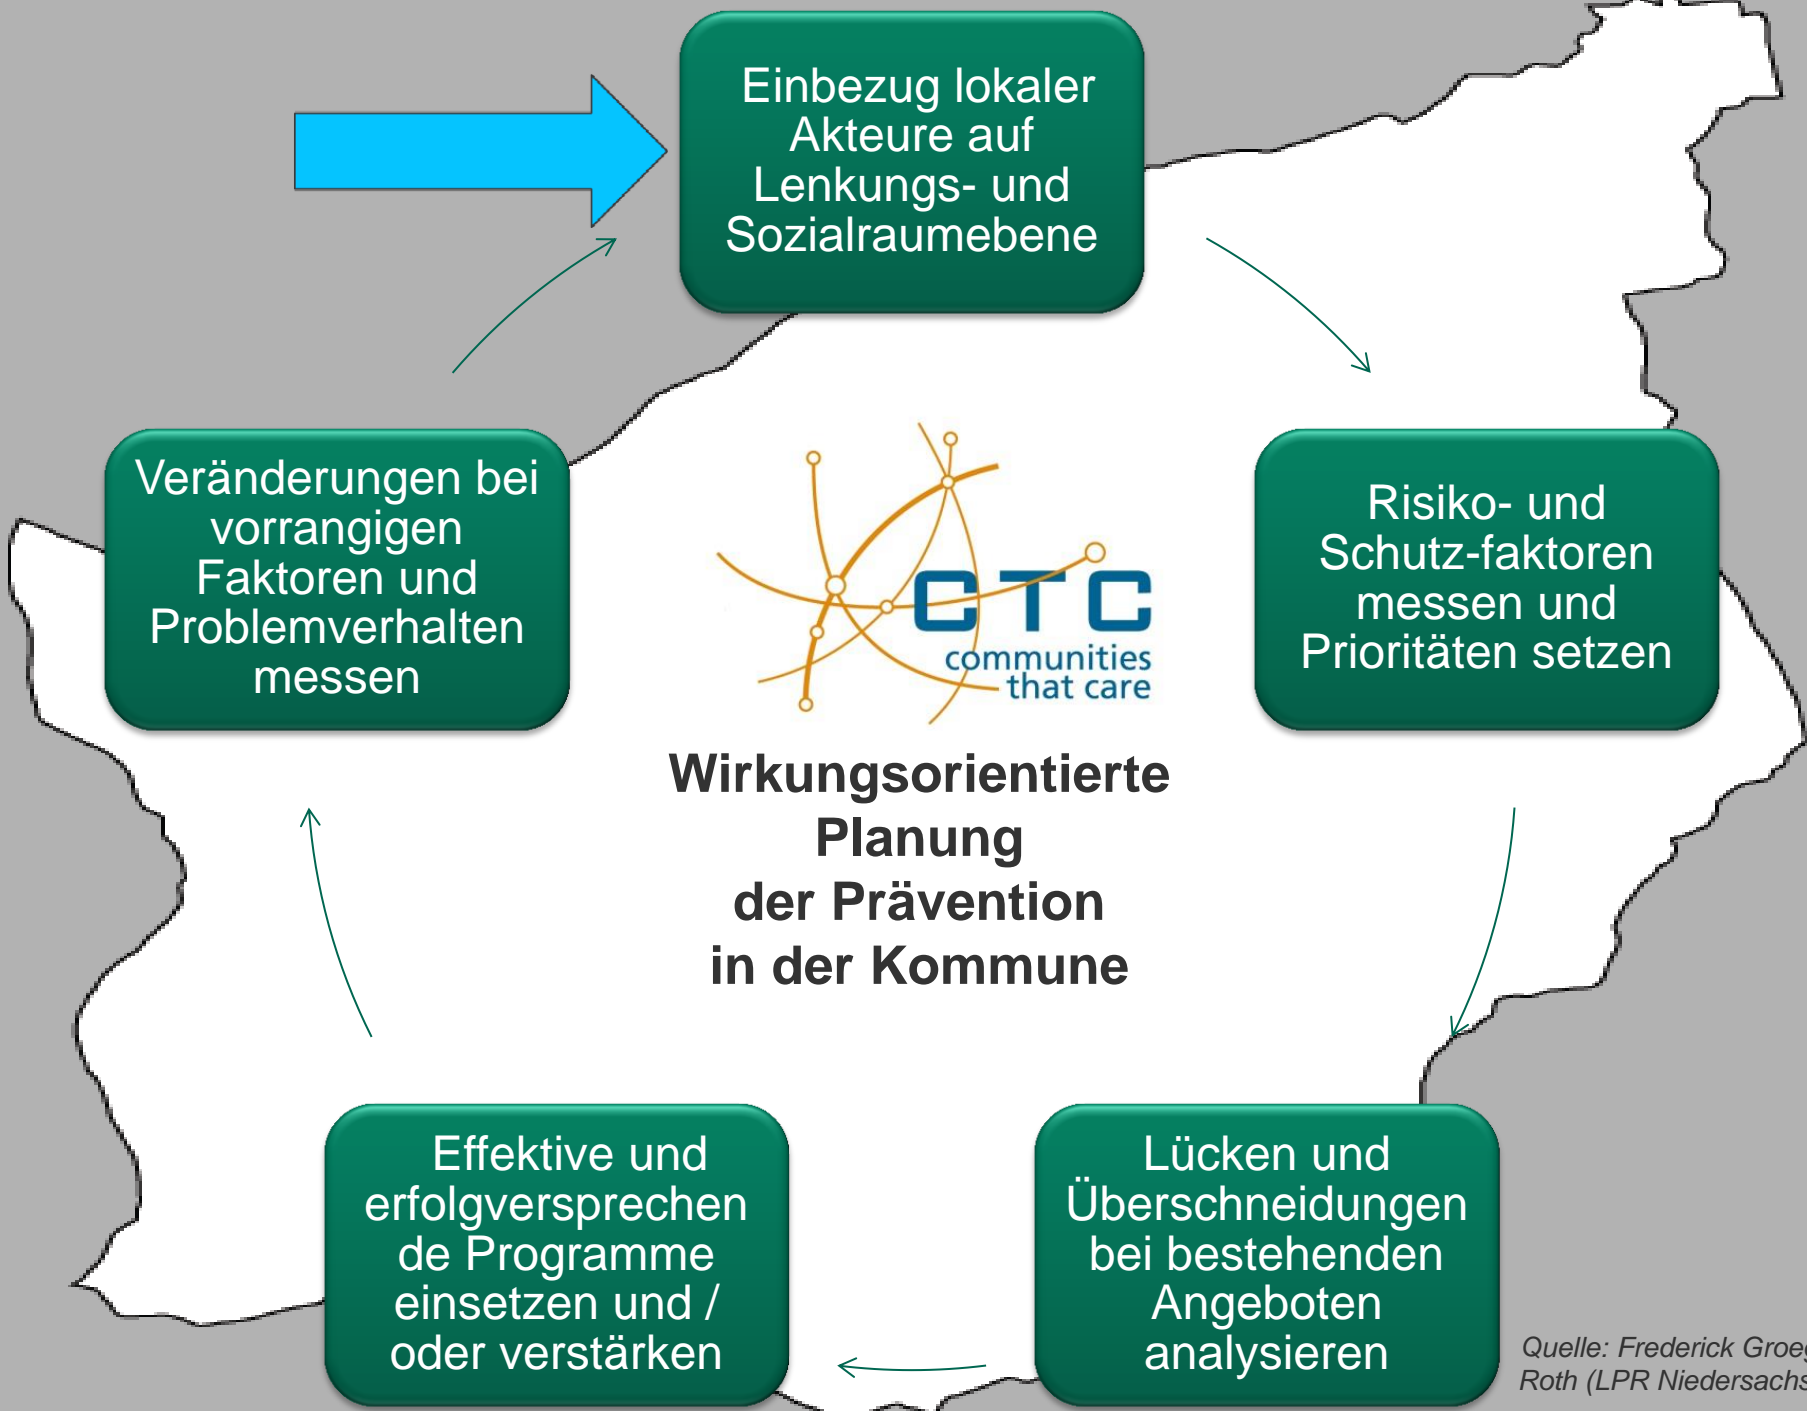 Einbezug lokaler
Akteure auf
Lenkungs- und
Sozialraumebene
Risiko- und
Schutz-faktoren
messen und
Prioritäten setzen
Lücken und
Überschneidungen
bei bestehenden
Angeboten
analysieren
Effektive und
erfolgversprechen
de Programme
einsetzen und /
oder verstärken
Veränderungen bei
vorrangigen
Faktoren und
Problemverhalten
messen
CTC
communities
that care
Wirkungsorientierte
Planung
der Prävention
in der Kommune
Quelle: Frederick Groeg
Roth (LPR Niedersachs